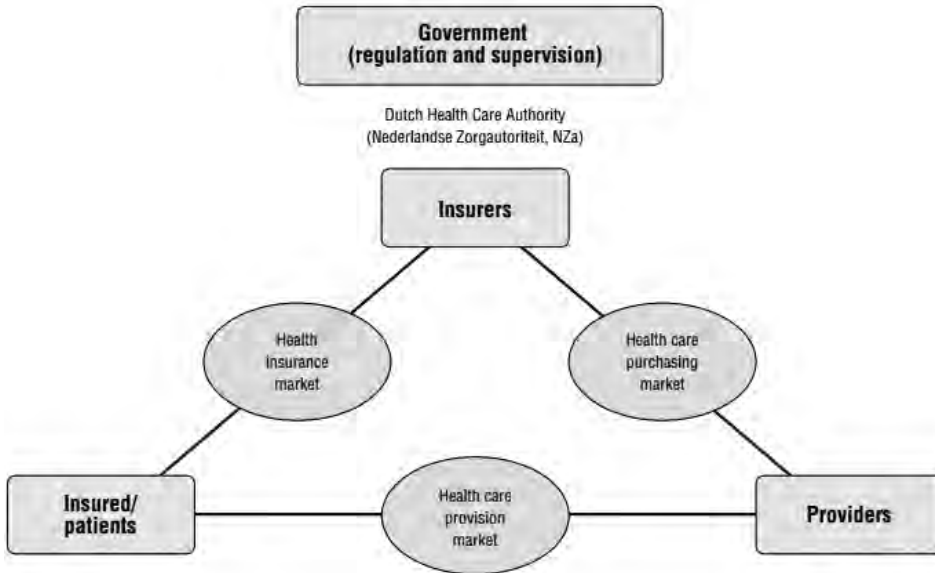 Government
(regulation and supervision)
Dutch Health Care Authority
(Nederlandse Zorgautoriteit, NZa)
Insurers
Health
insurance
market
Health care
purchasing
market
Insured/
patients
Health care
provision
market
Providers